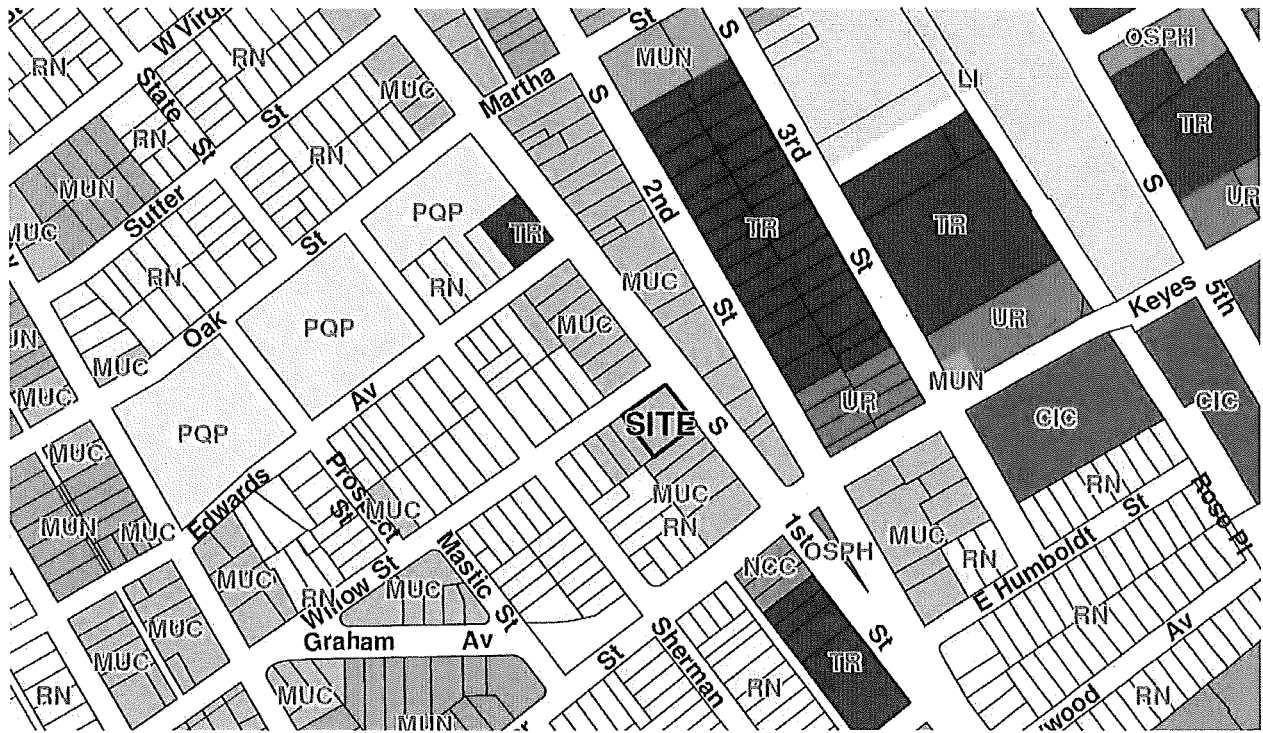 St
W Virgi
RN
RN
State
St
St
MUC
RN
MUN
Sutter
RN
RN
St
MUC
Martha
St
S
S
MUN
LI
OSPH
TR
S
UR
3rd
2nd
TR
St
TR
UR
Keyes
5th
PQP
TR
RN
MUC
St
MUC
Oak
PQP
Av
MUC
UN
MUC
PQP
SITE
S
UR
MUN
CIC
CIC
MUC
MUN
MUC
Edwards
Prospect
St
MUC
MUC
RN
1st
OSPH
MUC
RN
RN
St
Rose Pl
E Humboldt
RN
NCC
MUC
RN
Willow St
MUC
Mastic St
Graham Av
MUC
MUC
RN
MUC
MUN
St
Sherman
RN
TR
St
Av
RN
wood